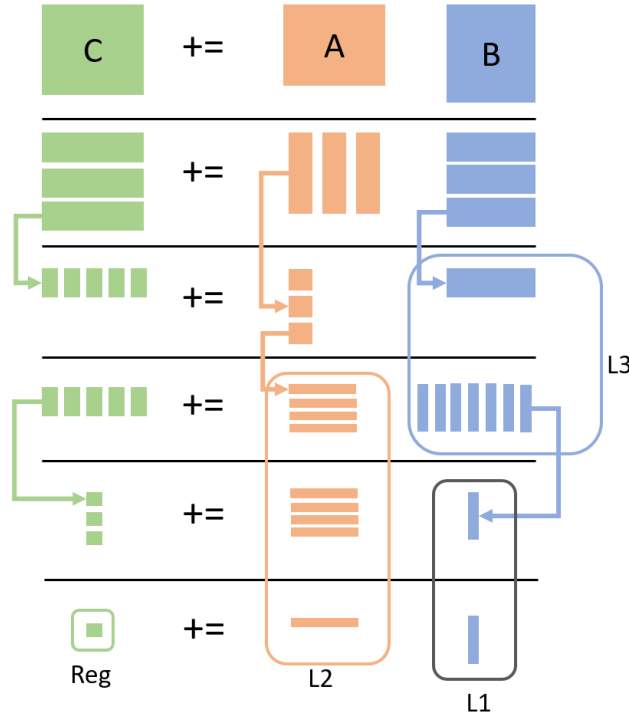 C += A B
+=
+=
L3
+=
+=
+=
Reg
L2
L1